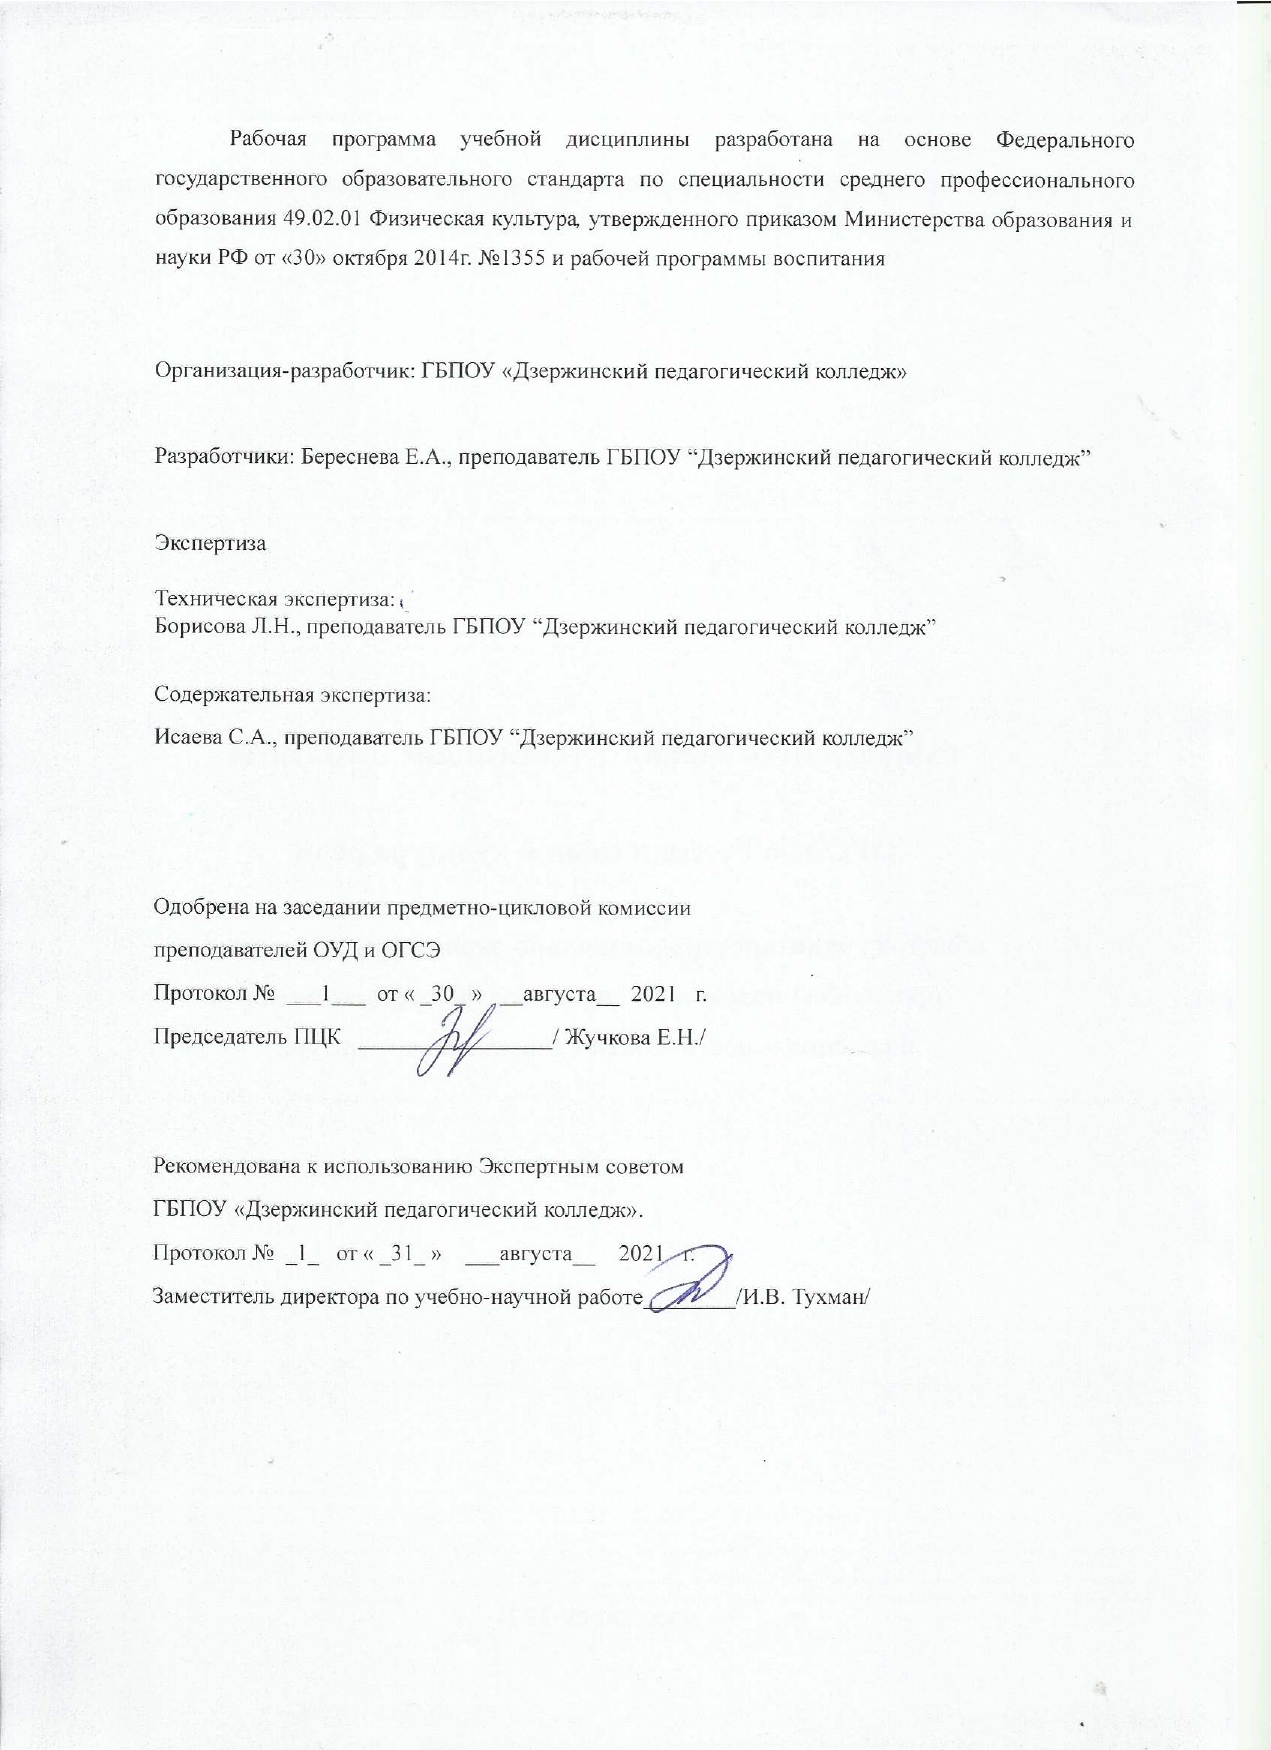 Рабочая программа учебной дисциплины разработана на основе Федерального
государственного образовательного стандарта по специальности среднего профессионального
образования 49.02.01 Физическая культура, утвержденного приказом Министерства образования и
науки РФ от «30» октября 2014г. №1355 и рабочей программы воспитания
Организация-разработчик: ГБПОУ «Дзержинский педагогический колледж»
Разработчики: Береснева Е.А., преподаватель ГБПОУ “Дзержинский педагогический колледж”
Экспертиза
Техническая экспертиза:
Борисова Л.Н., преподаватель ГБПОУ “Дзержинский педагогический колледж”
Содержательная экспертиза:
Исаева С.А., преподаватель ГБПОУ “Дзержинский педагогический колледж”
Одобрена на заседании предметно-цикловой комиссии
преподавателей ОУД и ОГСЭ
Протокол № ___1___ от « _30_ » __августа__ 2021 г.
Председатель ПЦК _________________/ Жучкова Е.Н./
Рекомендована к использованию Экспертным советом
ГБПОУ «Дзержинский педагогический колледж».
Протокол № _1_ от « _31_ » ___августа__ 2021 г.
Заместитель директора по учебно-научной работе________/И.В. Тухман/